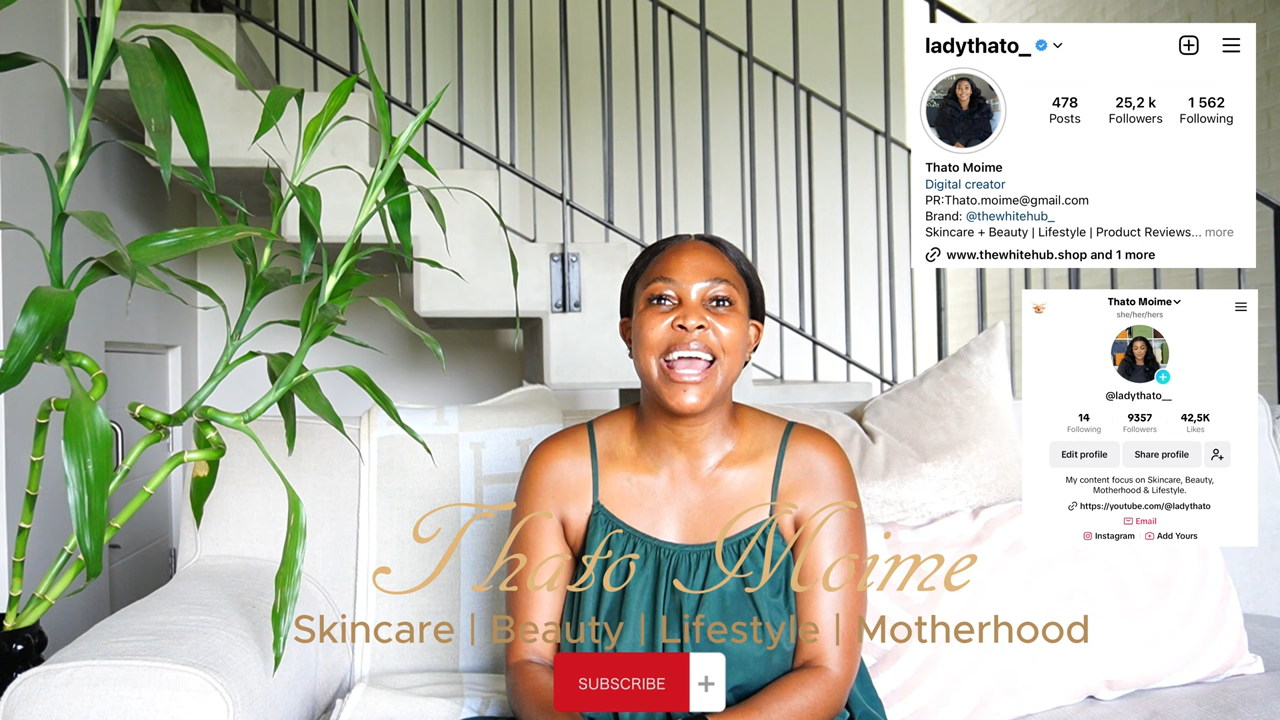 ladythato_
478
25,2 k
1 562
Posts
Followers
Following
Thato Moime
Digital creator
PR:Thato.moime@gmail.com
Brand: @thewhitehub_
Skincare + Beauty | Lifestyle | Product Reviews... more
www.thewhitehub.shop and 1 more
Thato Moime
she/her/hers
@ladythato__
14
9357
42,5K
Following
Followers
Likes
Edit profile
Share profile
My content focus on Skincare, Beauty,
Motherhood & Lifestyle.
https://youtube.com/@ladythato
Email
Instagram
Add Yours
Thato Moime
Skincare | Beauty | Lifestyle | Motherhood
SUBSCRIBE +